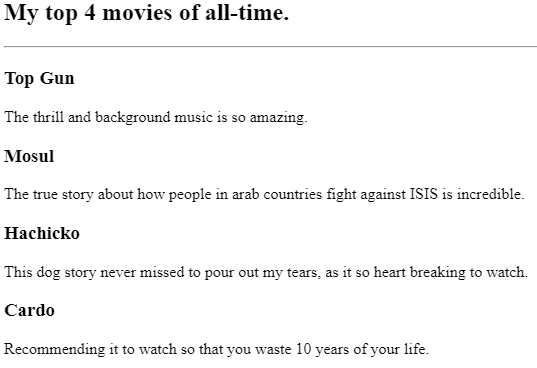 My top 4 movies of all-time.
Top Gun
The thrill and background music is so amazing.
Mosul
The true story about how people in arab countries fight against ISIS is incredible.
Hachicko
This dog story never missed to pour out my tears, as it so heart breaking to watch.
Cardo
Recommending it to watch so that you waste 10 years of your life.